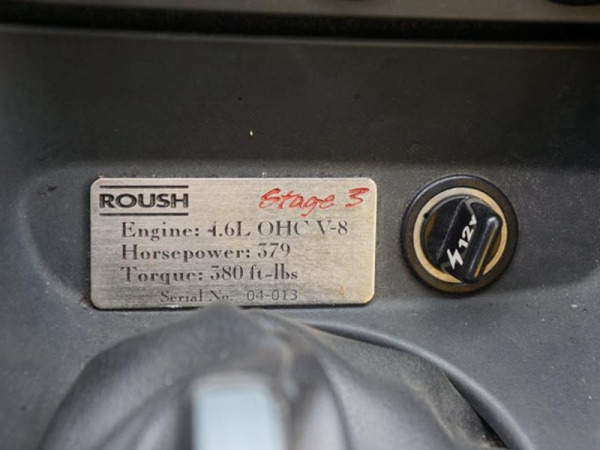 ROUSH Stage 3
Engine: 4.6L OHC V-8
Horsepower: 379
Torque: 380 ft-lbs
Serial No. 04-013
12V